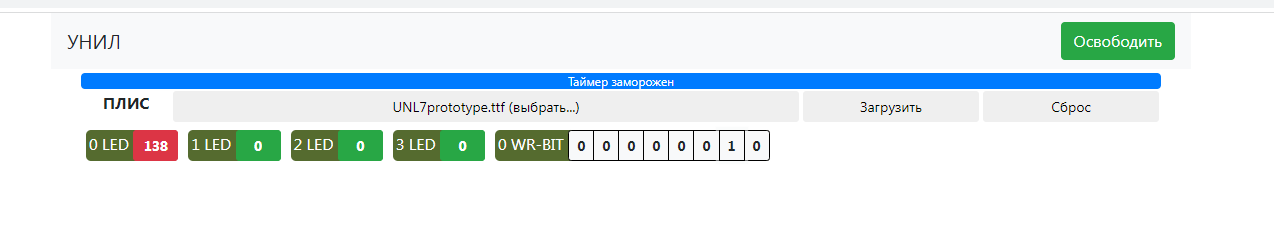 УНИЛ Освободить
Таймер заморожен
ПЛИС UNL7prototype.ttf (выбрать...) Загрузить Сброс
0 LED 138 1 LED 0 2 LED 0 3 LED 0 0 WR-BIT 0 0 0 0 0 0 1 0